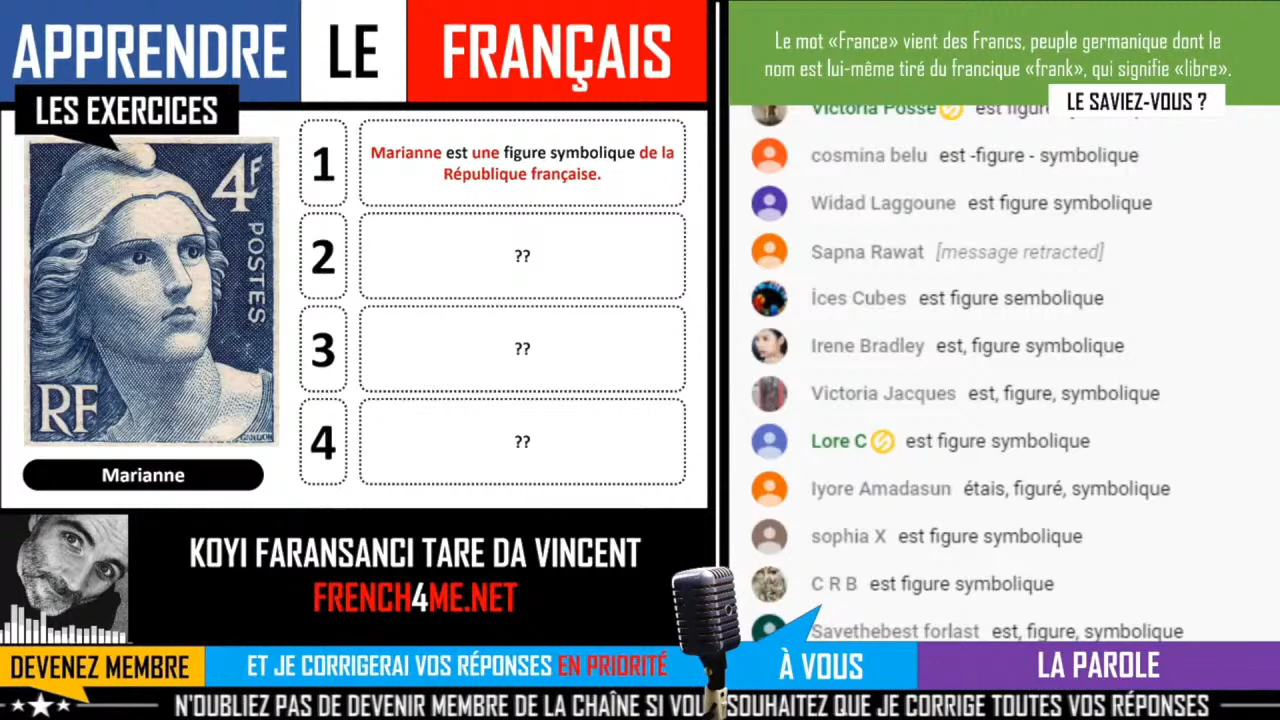 APPRENDRE LE FRANÇAIS
LES EXERCICES
4F
POSTES
RF
GANDON
Marianne
1
Marianne est une figure symbolique de la
République française.
2
??
3
??
4
??
KOYI FARANSANCI TARE DA VINCENT
FRENCH4ME.NET
DEVENEZ MEMBRE
ET JE CORRIGERAI VOS RÉPONSES EN PRIORITÉ
Le mot «France» vient des Francs, peuple germanique dont le
nom est lui-même tiré du francique «frank», qui signifie «libre».
LE SAVIEZ-VOUS ?
Victoria Posse est figure
cosmina belu est -figure - symbolique
Widad Laggoune est figure symbolique
Sapna Rawat [message retracted]
İces Cubes est figure sembolique
Irene Bradley est, figure symbolique
Victoria Jacques est, figure, symbolique
Lore C est figure symbolique
Iyore Amadasun étais, figuré, symbolique
sophia X est figure symbolique
C R B est figure symbolique
Savethebest forlast est, figure, symbolique
À VOUS
LA PAROLE
N'OUBLIEZ PAS DE DEVENIR MEMBRE DE LA CHAÎNE SI VOU SOUHAITEZ QUE JE CORRIGE TOUTES VOS RÉPONSES